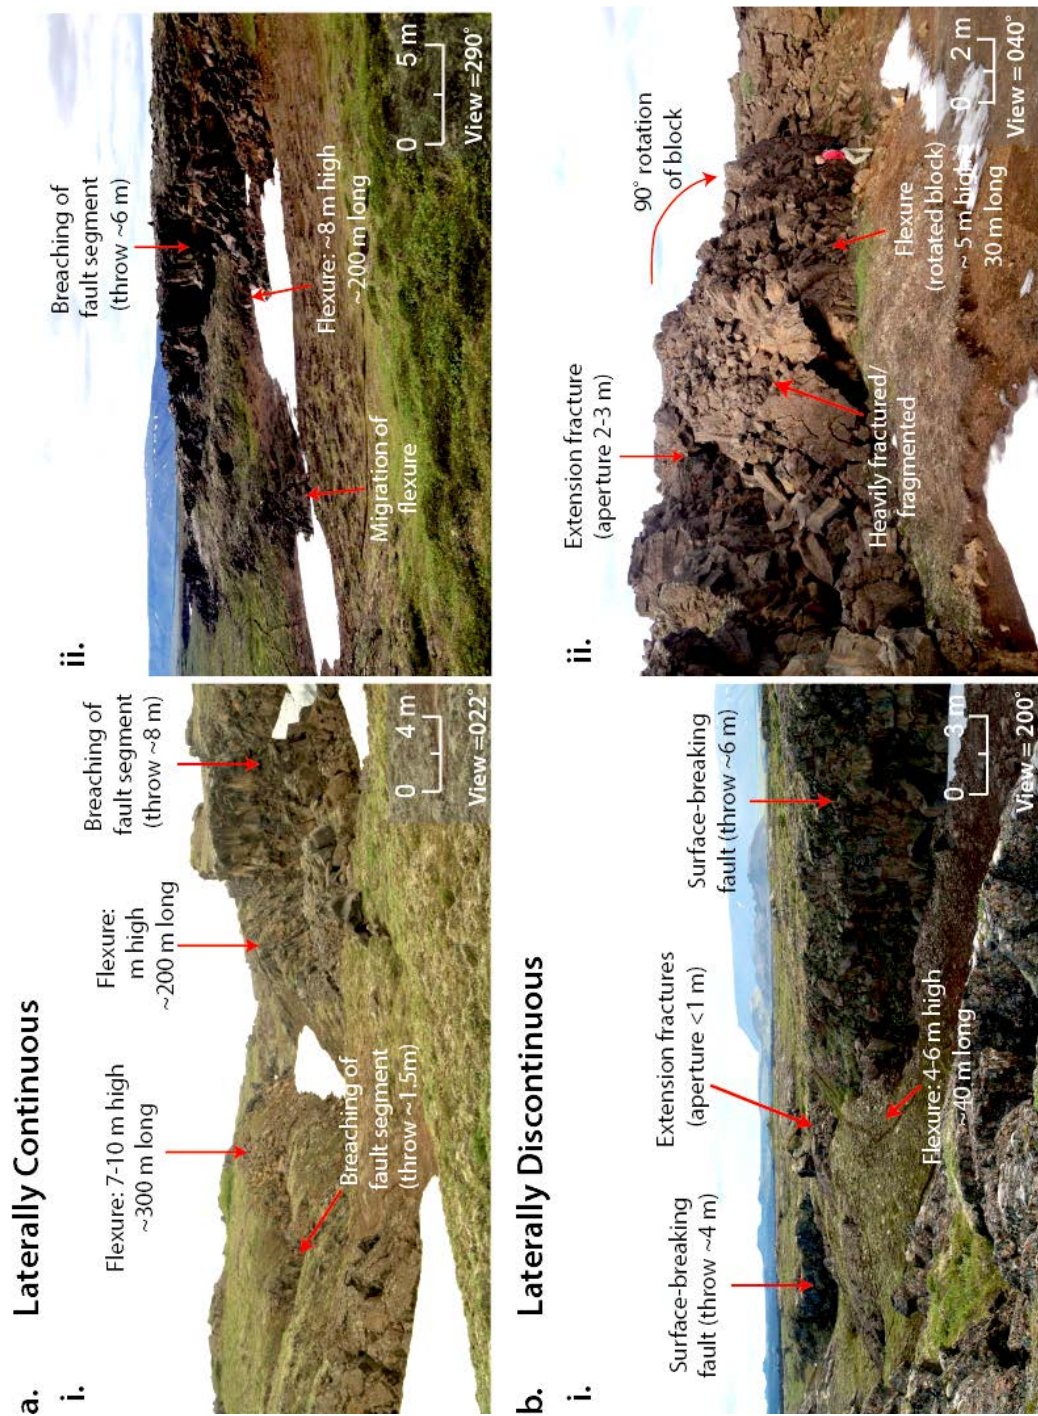 a. Laterally Continuous
i.
Flexure: 7-10 m high
~300 m long
Flexure:
m high
~200 m long
Breaching of
fault segment
(throw ~8 m)
Breaching of
fault segment
(throw ~1.5m)
0 4 m
View =022°
ii.
Breaching of
fault segment
(throw ~6 m)
Migration of
flexure
Flexure: ~8 m high
~200 m long
0 5 m
View =290°
b. Laterally Discontinuous
i.
Surface-breaking
fault (throw ~4 m)
Extension fractures
(aperture <1 m)
Surface-breaking
fault (throw ~6 m)
Flexure: 4-6 m high
~40 m long
0 3 m
View = 200°
ii.
Extension fracture
(aperture 2-3 m)
90° rotation
of block
Heavily fractured/
fragmented
Flexure
(rotated block)
~ 5 m high
30 m long
0 2 m
View = 040°